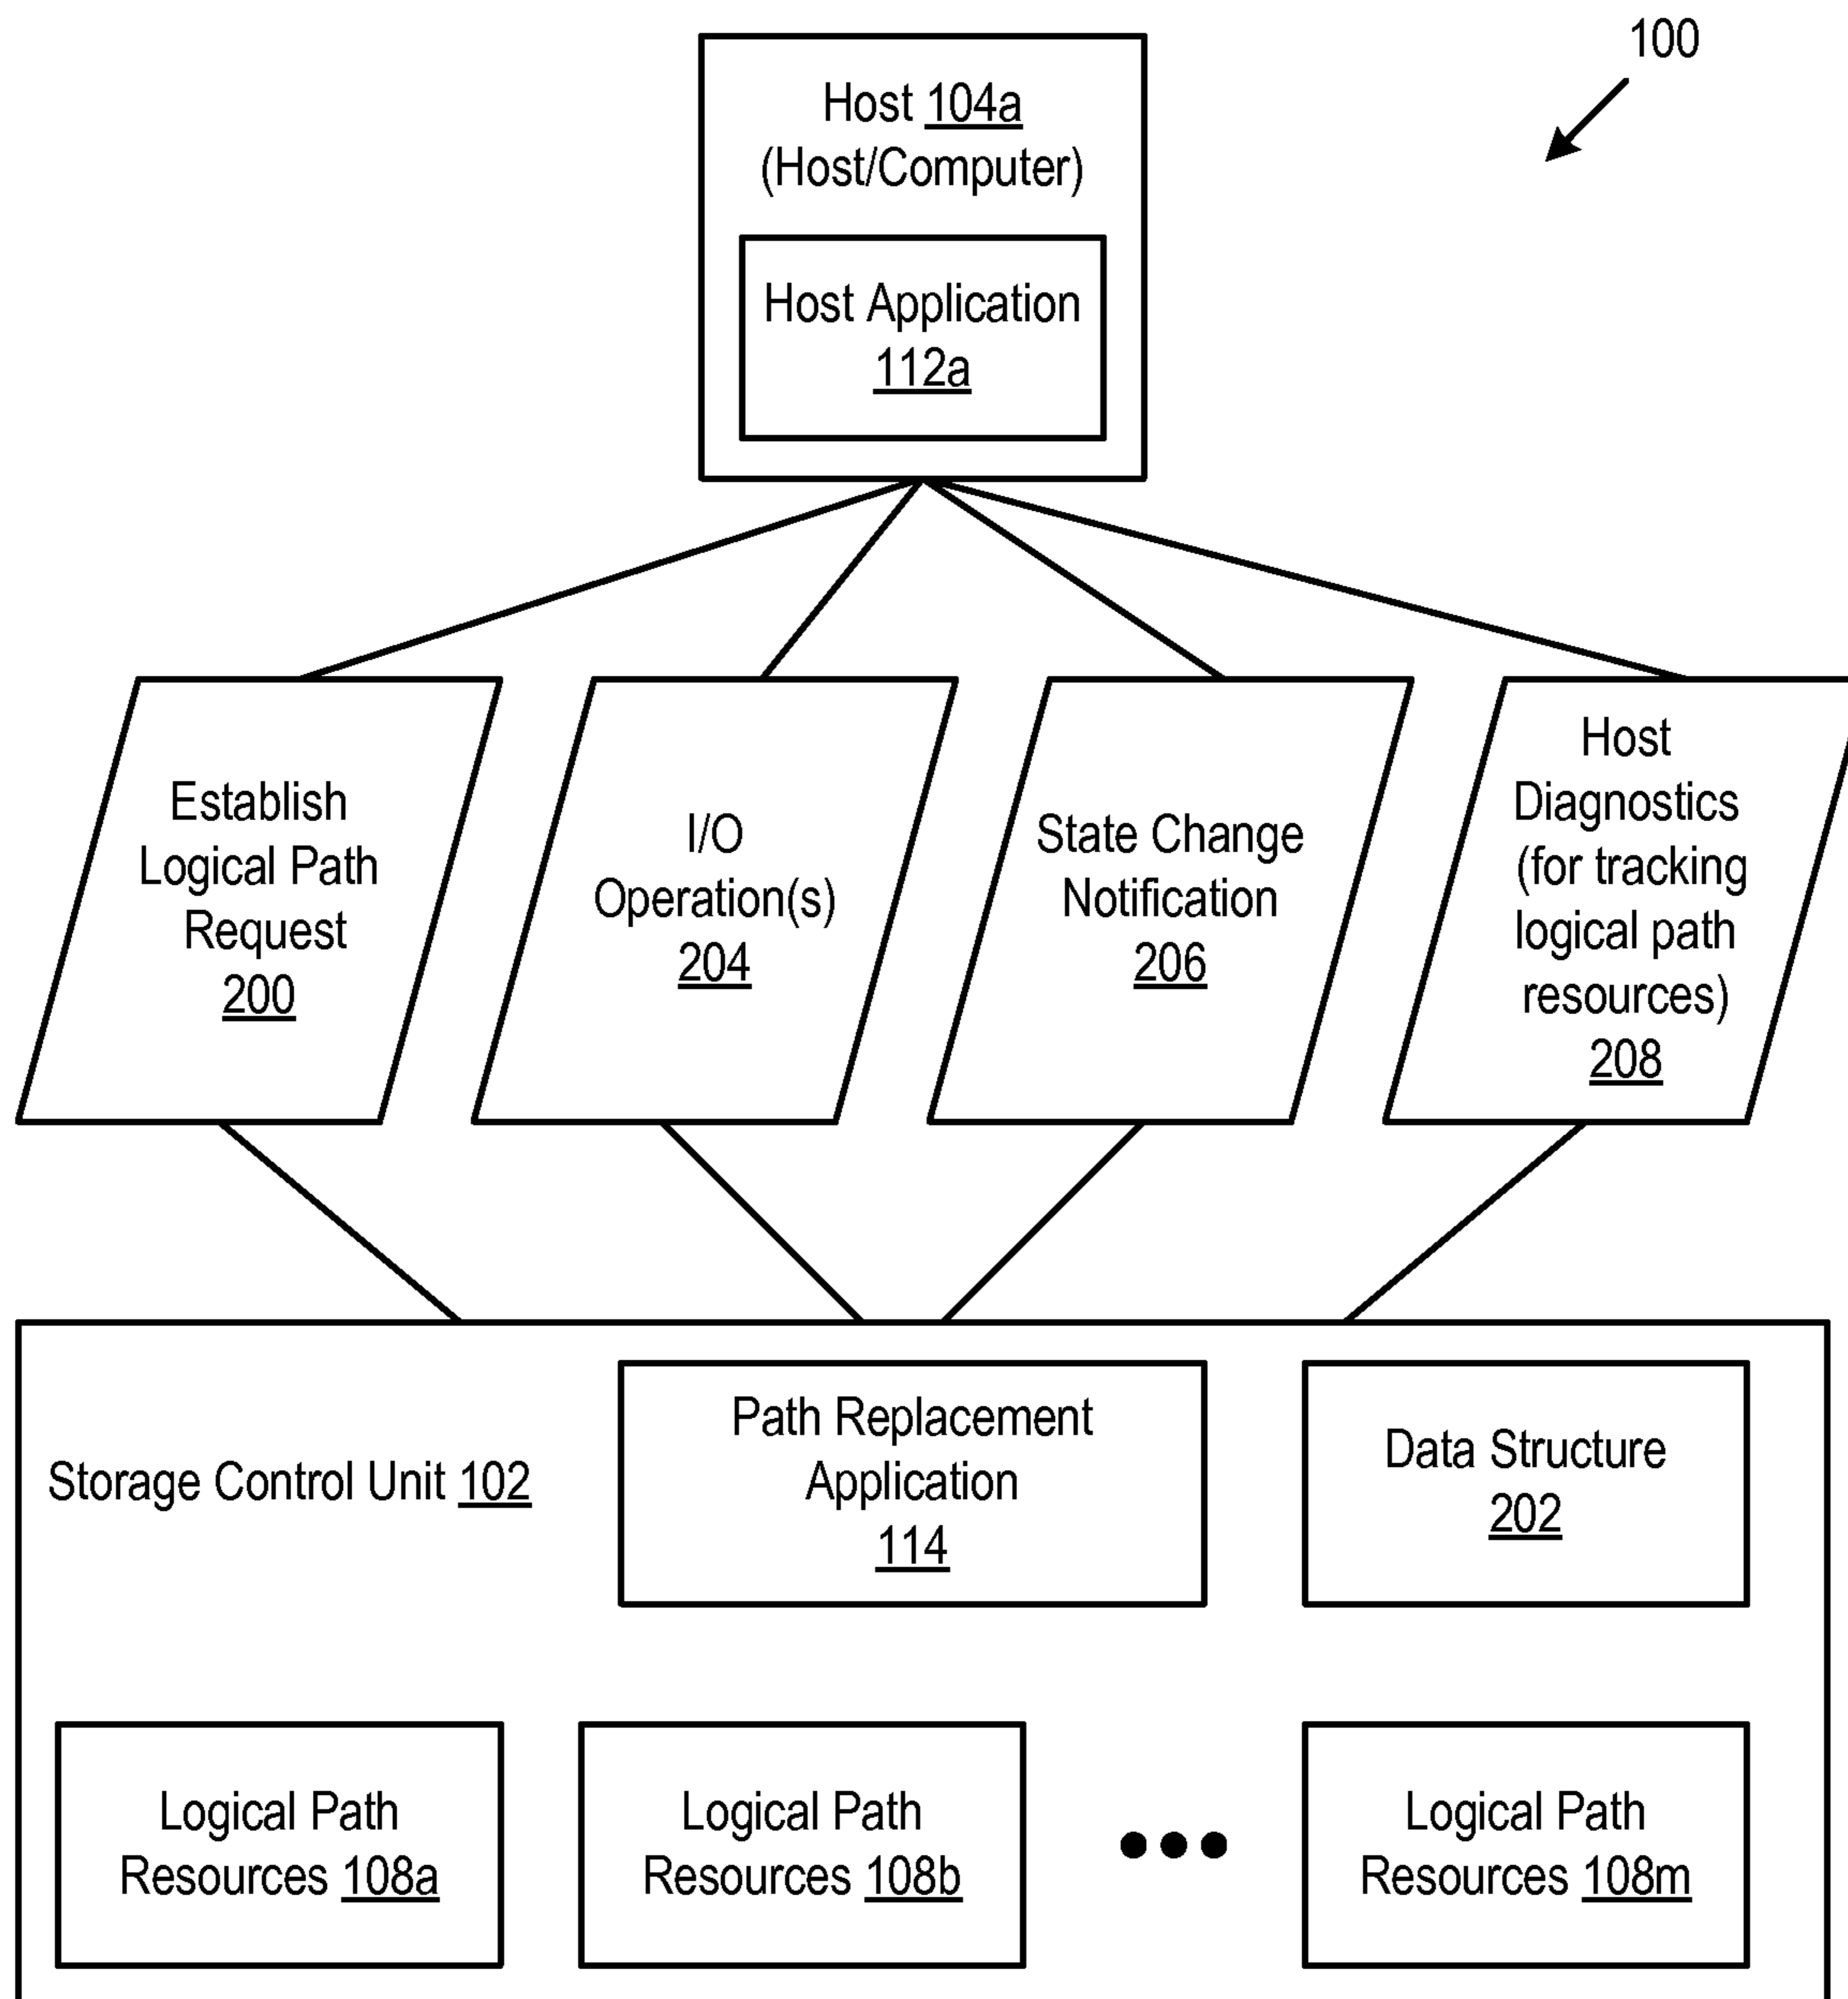 100
Host 104a
(Host/Computer)
Host Application
112a
Establish
Logical Path
Request
200
I/O
Operation(s)
204
State Change
Notification
206
Host
Diagnostics
(for tracking
logical path
resources)
208
Storage Control Unit 102
Path Replacement
Application
114
Data Structure
202
Logical Path
Resources 108a
Logical Path
Resources 108b
Logical Path
Resources 108m